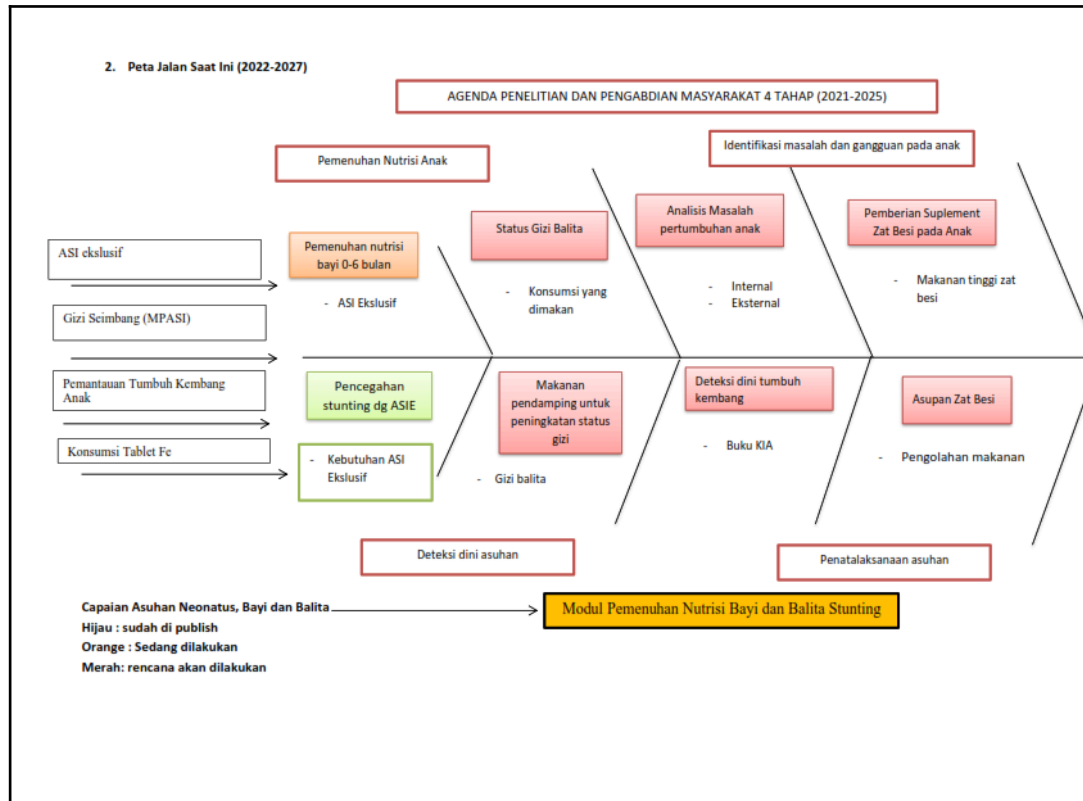 2. Peta Jalan Saat Ini (2022-2027)
AGENDA PENELITIAN DAN PENGABDIAN MASYARAKAT 4 TAHAP (2021-2025)
Pemenuhan Nutrisi Anak
Identifikasi masalah dan gangguan pada anak
ASI ekslusif
Gizi Seimbang (MPASI)
Pemantauan Tumbuh Kembang
Anak
Konsumsi Tablet Fe
Pemenuhan nutrisi
bayi 0-6 bulan
- ASI Ekslusif
Status Gizi Balita
- Konsumsi yang
dimakan
Analisis Masalah
pertumbuhan anak
- Internal
- Eksternal
Pemberian Suplement
Zat Besi pada Anak
- Makanan tinggi zat
besi
Pencegahan
stunting dg ASIE
- Kebutuhan ASI
Ekslusif
Makanan
pendamping untuk
peningkatan status
gizi
- Gizi balita
Deteksi dini tumbuh
kembang
- Buku KIA
Asupan Zat Besi
- Pengolahan makanan
Deteksi dini asuhan
Penatalaksanaan asuhan
Capaian Asuhan Neonatus, Bayi dan Balita
Modul Pemenuhan Nutrisi Bayi dan Balita Stunting
Hijau : sudah di publish
Orange : Sedang dilakukan
Merah: rencana akan dilakukan